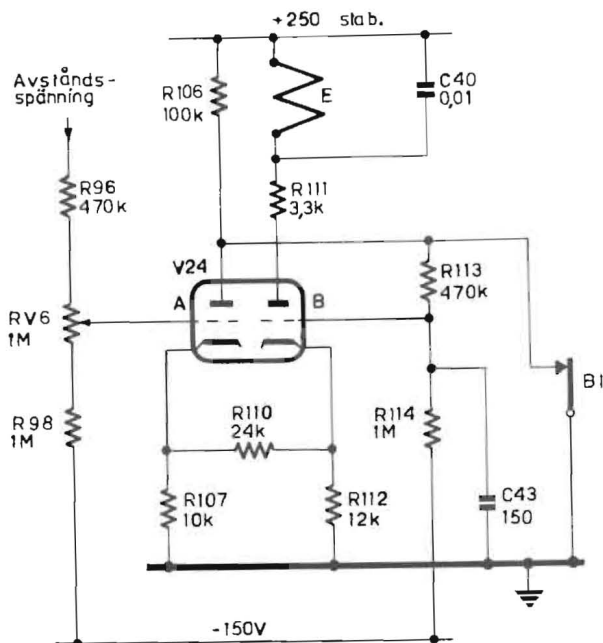 +250 stab.
Avstånds-
spänning
R106
100k
E
C40
0,01
R96
470k
R111
3,3k
V24
A
B
R113
470k
RV6
1M
B1
R98
1M
R110
24k
R114
1M
R107
10k
R112
12k
C43
150
-150V